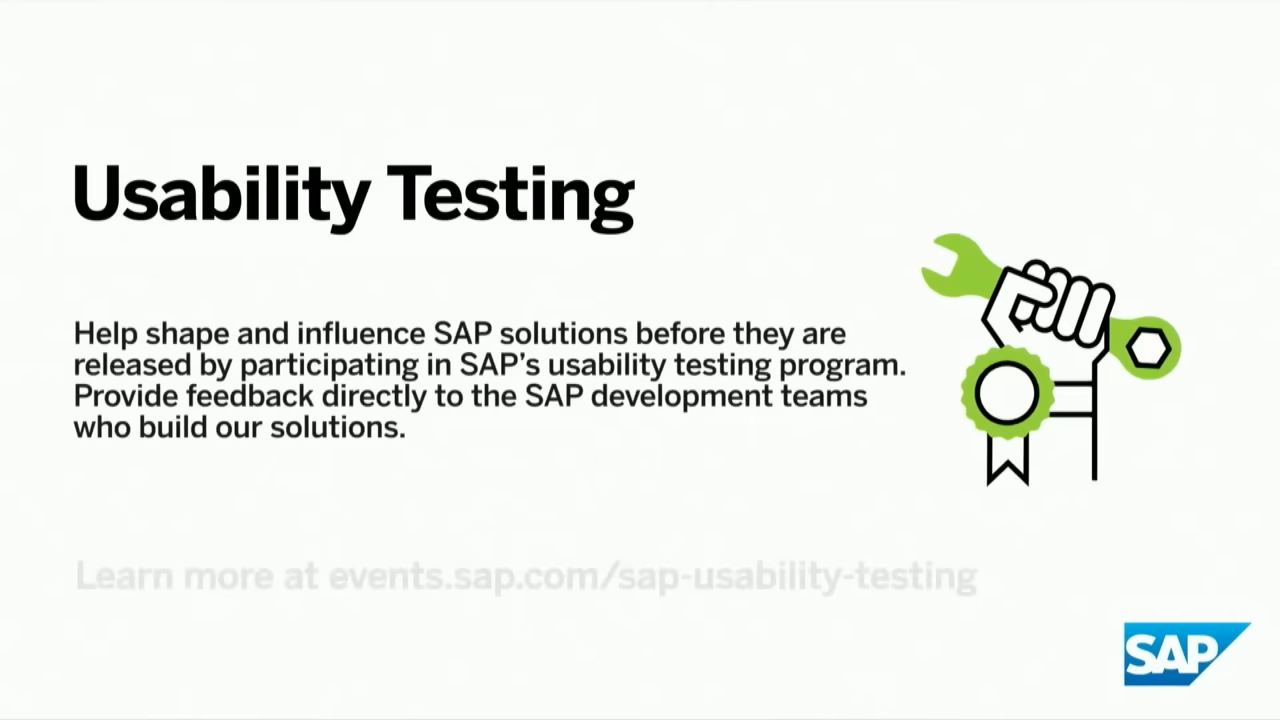 Usability Testing
Help shape and influence SAP solutions before they are
released by participating in SAP’s usability testing program.
Provide feedback directly to the SAP development teams
who build our solutions.
Learn more at events.sap.com/sap-usability-testing
SAP